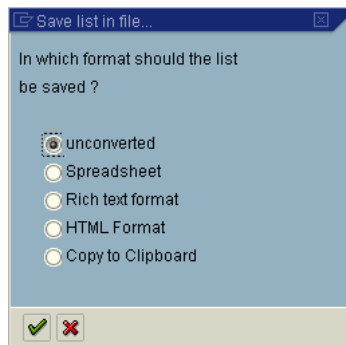 Save list in file...
In which format should the list
be saved ?
unconverted
Spreadsheet
Rich text format
HTML Format
Copy to Clipboard